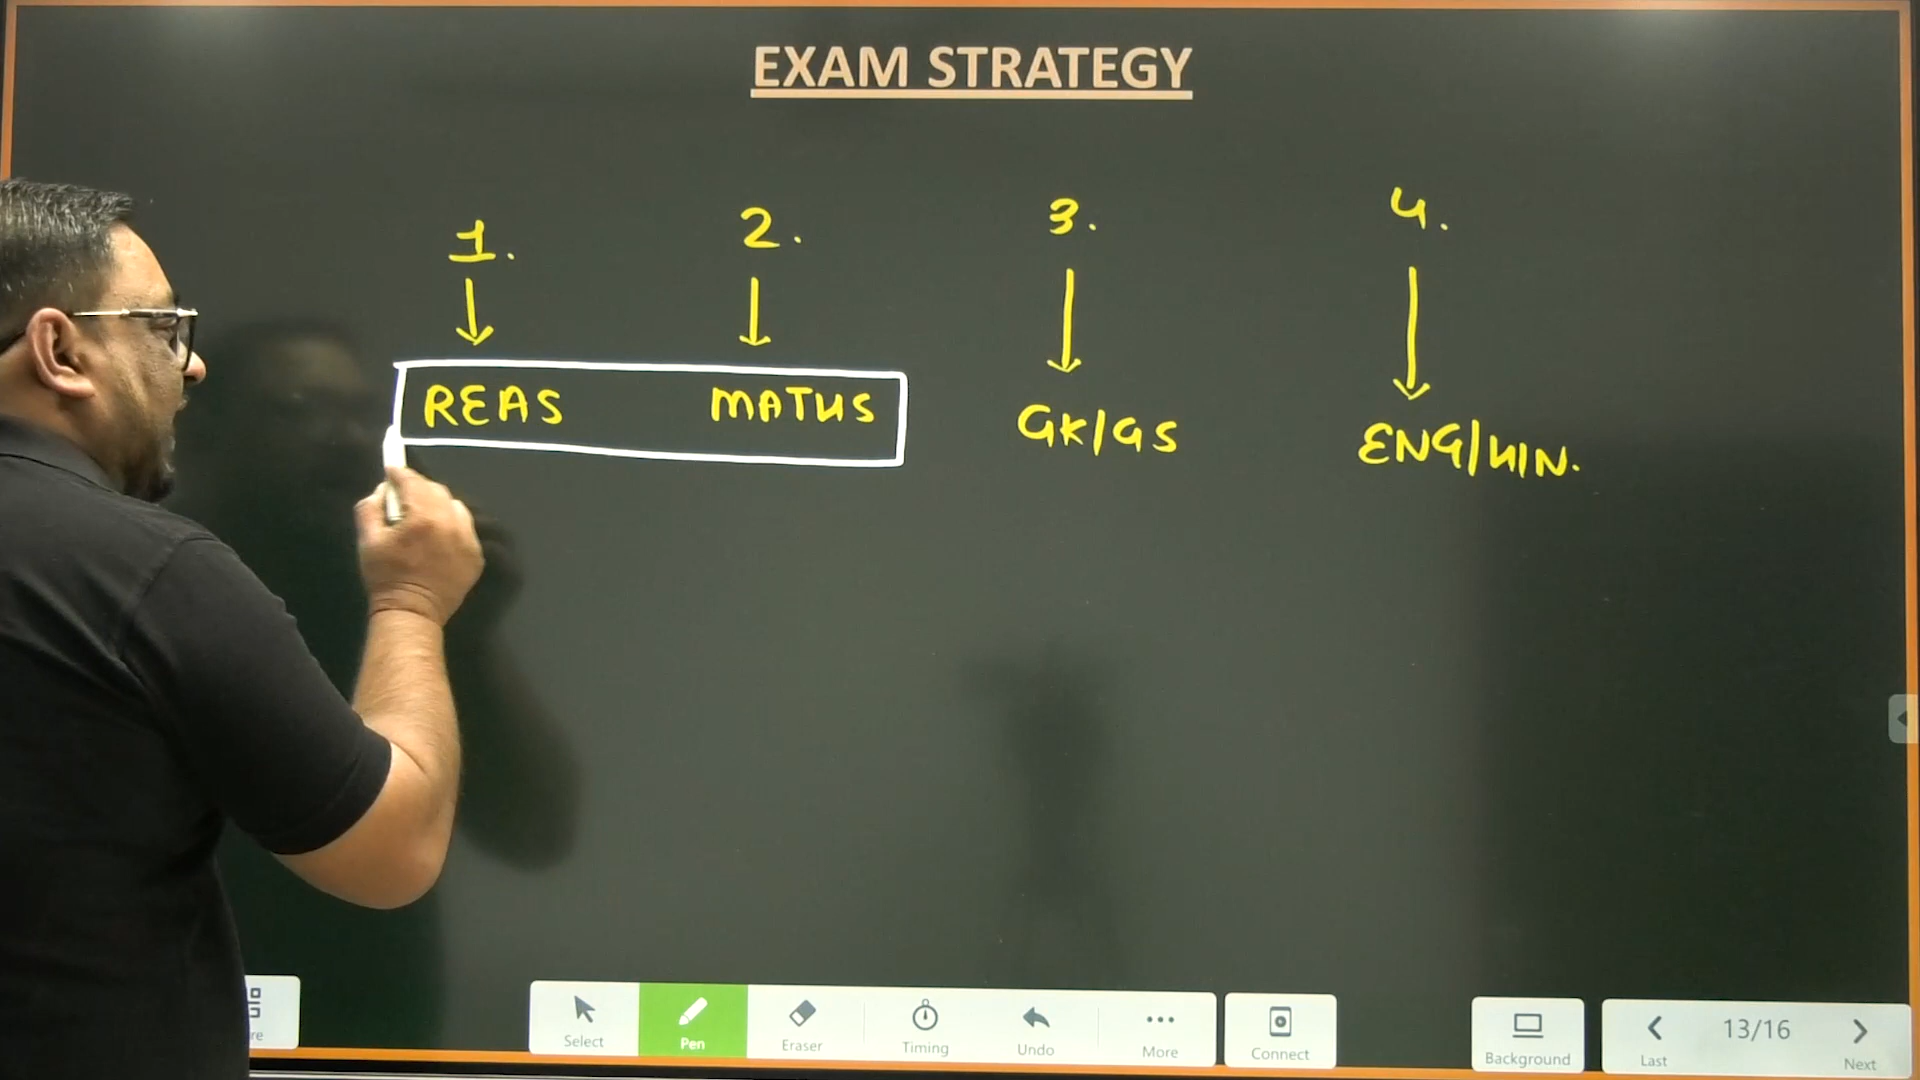 EXAM STRATEGY
1. 2. 3. 4.
REAS MATHS GK/GS ENG/HIN.
re
Select Pen Eraser Timing Undo More Connect Background Last 13/16 Next